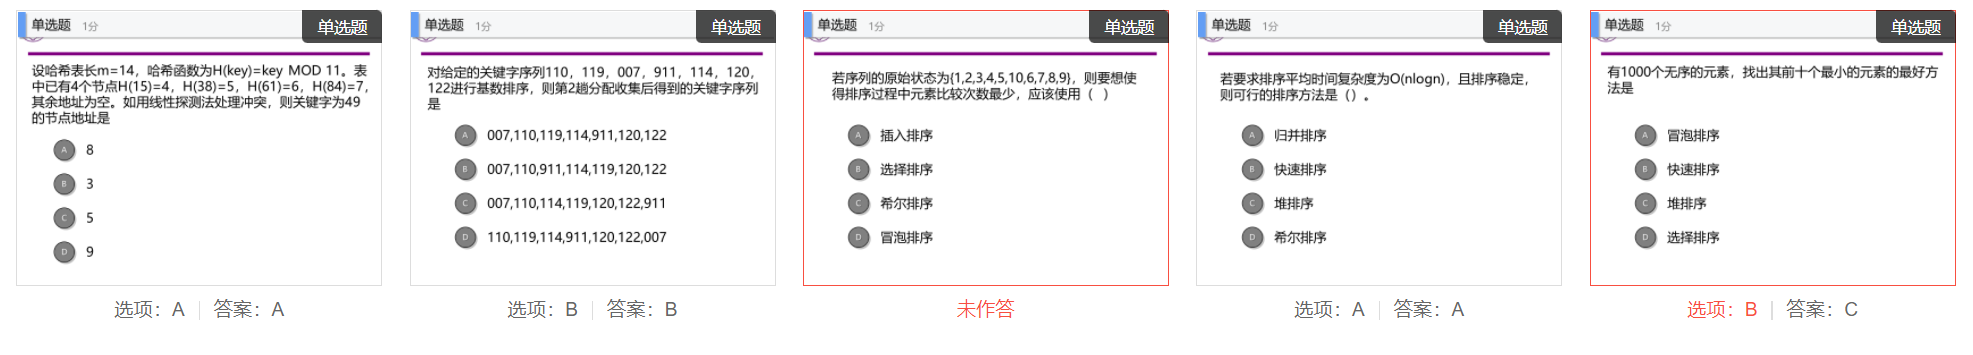 单选题 1分 单选题
设哈希表长m=14，哈希函数为H(key)=key MOD 11。表
中已有4个节点H(15)=4，H(38)=5，H(61)=6，H(84)=7，
其余地址为空。如用线性探测法处理冲突，则关键字为49
的节点地址是
A 8
B 3
C 5
D 9
选项：A 答案：A
单选题 1分 单选题
对给定的关键字序列110，119，007，911，114，120，
122进行基数排序，则第2趟分配收集后得到的关键字序列
是
A 007,110,119,114,911,120,122
B 007,110,911,114,119,120,122
C 007,110,114,119,120,122,911
D 110,119,114,911,120,122,007
选项：B 答案：B
单选题 1分 单选题
若序列的原始状态为{1,2,3,4,5,10,6,7,8,9}，则要想使
得排序过程中元素比较次数最少，应该使用（ ）
A 插入排序
B 选择排序
C 希尔排序
D 冒泡排序
未作答
单选题 1分 单选题
若要求排序平均时间复杂度为O(nlogn)，且排序稳定，
则可行的排序方法是（）。
A 归并排序
B 快速排序
C 堆排序
D 希尔排序
选项：A 答案：A
单选题 1分 单选题
有1000个无序的元素，找出其前十个最小的元素的最好方
法是
A 冒泡排序
B 快速排序
C 堆排序
D 选择排序
选项：B 答案：C